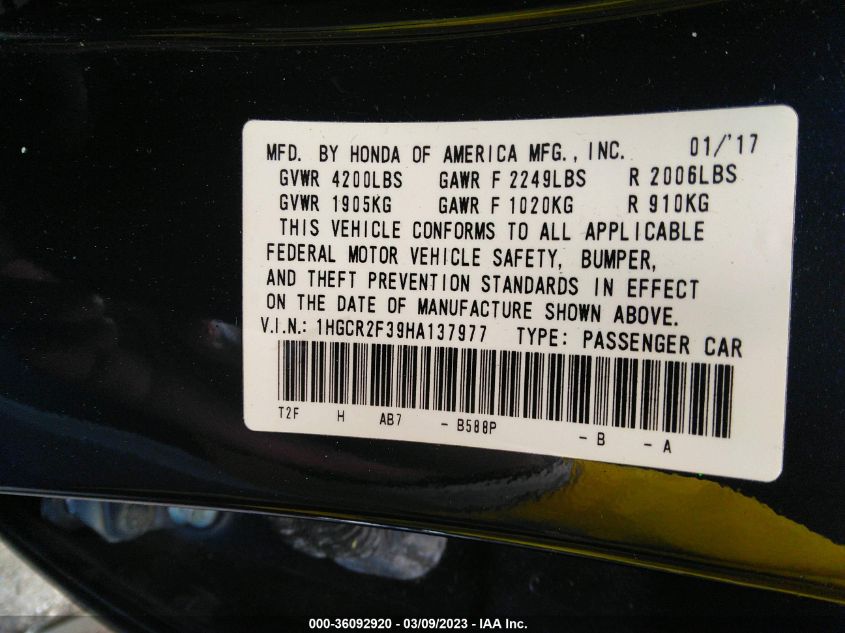 MFD. BY HONDA OF AMERICA MFG., INC. 01/'17
GVWR 4200LBS GAWR F 2249LBS R 2006LBS
GVWR 1905KG GAWR F 1020KG R 910KG
THIS VEHICLE CONFORMS TO ALL APPLICABLE
FEDERAL MOTOR VEHICLE SAFETY, BUMPER,
AND THEFT PREVENTION STANDARDS IN EFFECT
ON THE DATE OF MANUFACTURE SHOWN ABOVE.
V.I.N.: 1HGCR2F39HA137977 TYPE: PASSENGER CAR
T2F H AB7 - B588P - B - A
000-36092920 - 03/09/2023 - IAA Inc.